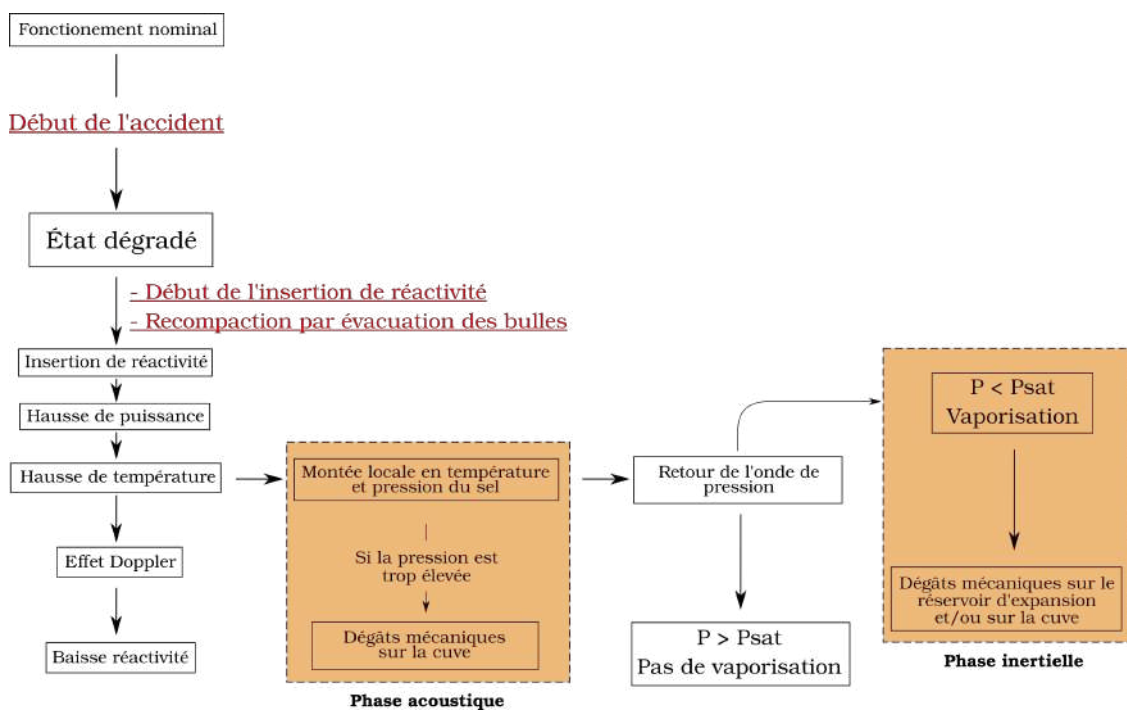 Fonctionement nominal
Début de l'accident
État dégradé
- Début de l'insertion de réactivité
- Recompaction par évacuation des bulles
Insertion de réactivité
Hausse de puissance
Hausse de température
Effet Doppler
Baisse réactivité
Montée locale en température
et pression du sel
Si la pression est
trop élevée
Dégâts mécaniques
sur la cuve
Phase acoustique
Retour de l'onde de
pression
P > Psat
Pas de vaporisation
P < Psat
Vaporisation
Dégâts mécaniques sur le
réservoir d'expansion
et/ou sur la cuve
Phase inertielle